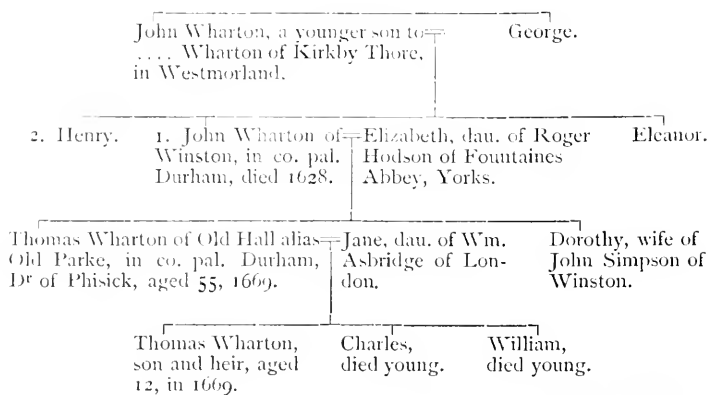 John Wharton, a younger son to
.... Wharton of Kirkby Thore,
in Westmorland.
George.
2. Henry.
1. John Wharton of
Winston, in co. pal.
Durham, died 1628.
Elizabeth, dau. of Roger
Hodson of Fountaines
Abbey, Yorks.
Eleanor.
Thomas Wharton of Old Hall alias
Old Parke, in co. pal. Durham,
Dr of Phisick, aged 55, 1669.
Jane, dau. of Wm.
Asbridge of Lon-
don.
Dorothy, wife of
John Simpson of
Winston.
Thomas Wharton,
son and heir, aged
12, in 1669.
Charles,
died young.
William,
died young.